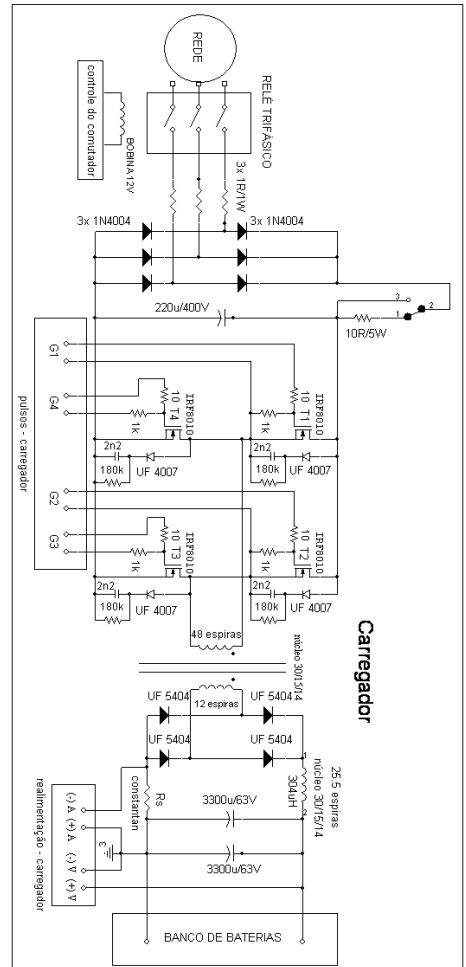 REDE
RELÉ TRIFÁSICO
controle do comutador
BOBINA 12V
3x 1R/1W
3x 1N4004
3x 1N4004
220u/400V
3
2
1
10R/5W
G1
G4
G2
G3
pulsos - carregador
10
T4
IRF8010
1k
2n2
180k
UF 4007
10
T1
IRF8010
1k
2n2
180k
UF 4007
10
T3
IRF8010
1k
2n2
180k
UF 4007
10
T2
IRF8010
1k
2n2
180k
UF 4007
Carregador
48 espiras
núcleo 30/15/14
12 espiras
UF 5404
UF 5404
UF 5404
UF 5404
25.5 espiras
núcleo 30/15/14
304uH
1
2
Rs
constantan
3300u/63V
3300u/63V
3
(-) A
(+) A
(-) V
(+) V
realimentação - carregador
BANCO DE BATERIAS